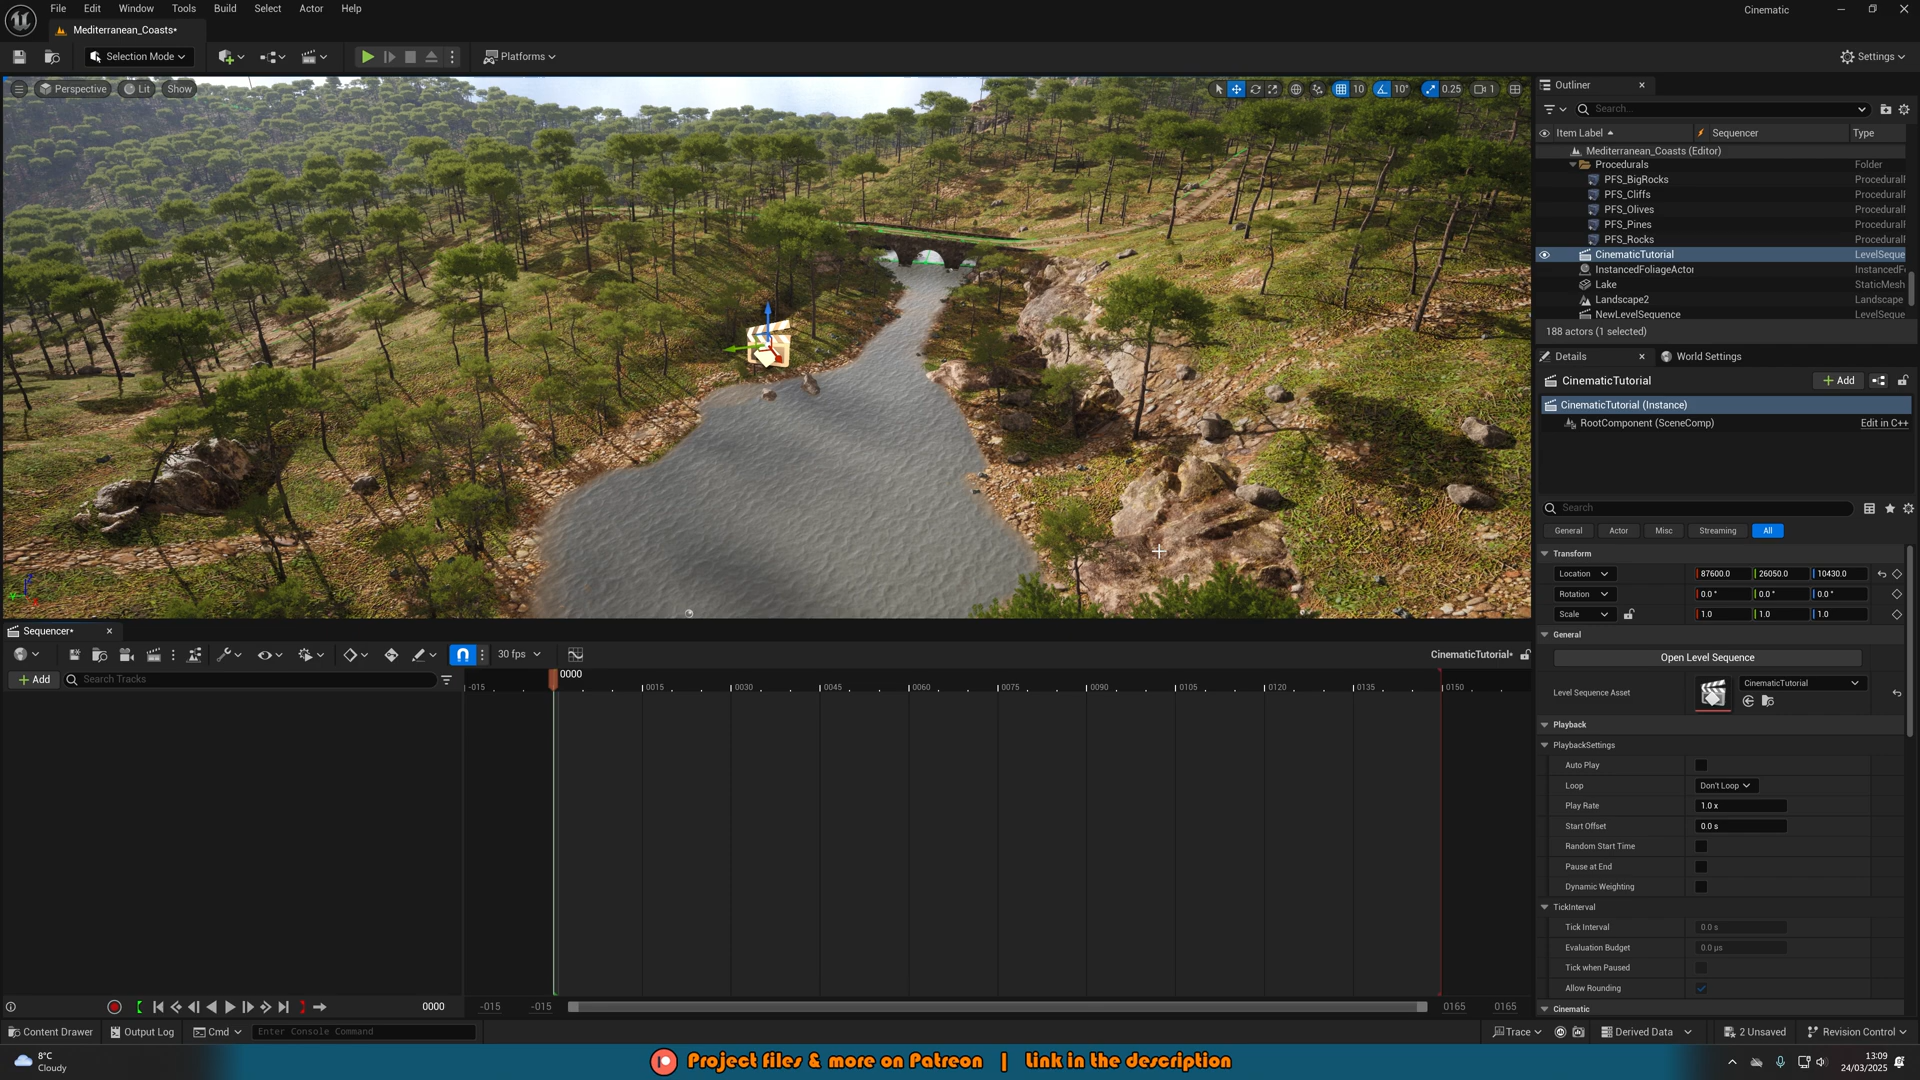 File Edit Window Tools Build Select Actor Help
Cinematic
Mediterranean_Coasts*
Selection Mode
Platforms
Settings
Perspective Lit Show
10 10° 0.25 1
Outliner
Search...
Item Label Sequencer Type
Mediterranean_Coasts (Editor)
Procedurals Folder
PFS_BigRocks Procedural
PFS_Cliffs Procedural
PFS_Olives Procedural
PFS_Pines Procedural
PFS_Rocks Procedural
CinematicTutorial LevelSeque
InstancedFoliageActor InstancedF
Lake StaticMesh
Landscape2 Landscape
NewLevelSequence LevelSeque
188 actors (1 selected)
Details World Settings
CinematicTutorial Add
CinematicTutorial (Instance)
RootComponent (SceneComp) Edit in C++
Search
General Actor Misc Streaming All
Transform
Location 87600.0 26050.0 10430.0
Rotation 0.0° 0.0° 0.0°
Scale 1.0 1.0 1.0
General
Open Level Sequence
Level Sequence Asset CinematicTutorial
Playback
PlaybackSettings
Auto Play
Loop Don't Loop
Play Rate 1.0 x
Start Offset 0.0 s
Random Start Time
Pause at End
Dynamic Weighting
TickInterval
Tick Interval 0.0 s
Evaluation Budget 0.0 µs
Tick when Paused
Allow Rounding
Cinematic
Sequencer*
30 fps
CinematicTutorial*
Add Search Tracks
0000
-015 0015 0030 0045 0060 0075 0090 0105 0120 0135 0150
0000 -015 -015 0165 0165
Content Drawer Output Log Cmd Enter Console Command
Trace Derived Data 2 Unsaved Revision Control
8°C
Cloudy
Project files & more on Patreon | Link in the description
13:09
24/03/2025